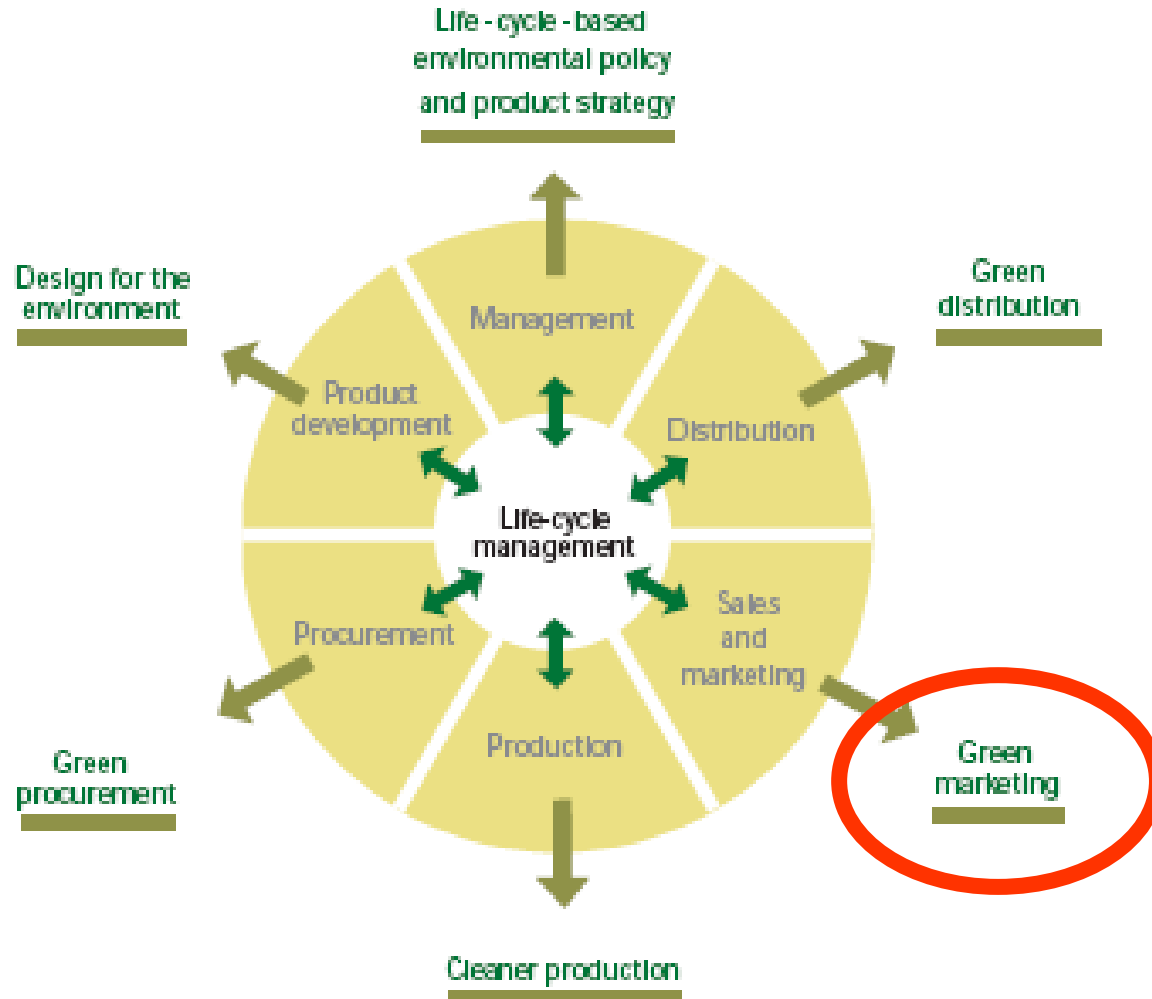 Life - cycle - based
environmental policy
and product strategy
Design for the
environment
Green
distribution
Management
Product
development
Distribution
Life-cycle
management
Sales
and
marketing
Procurement
Production
Green
procurement
Green
marketing
Cleaner production